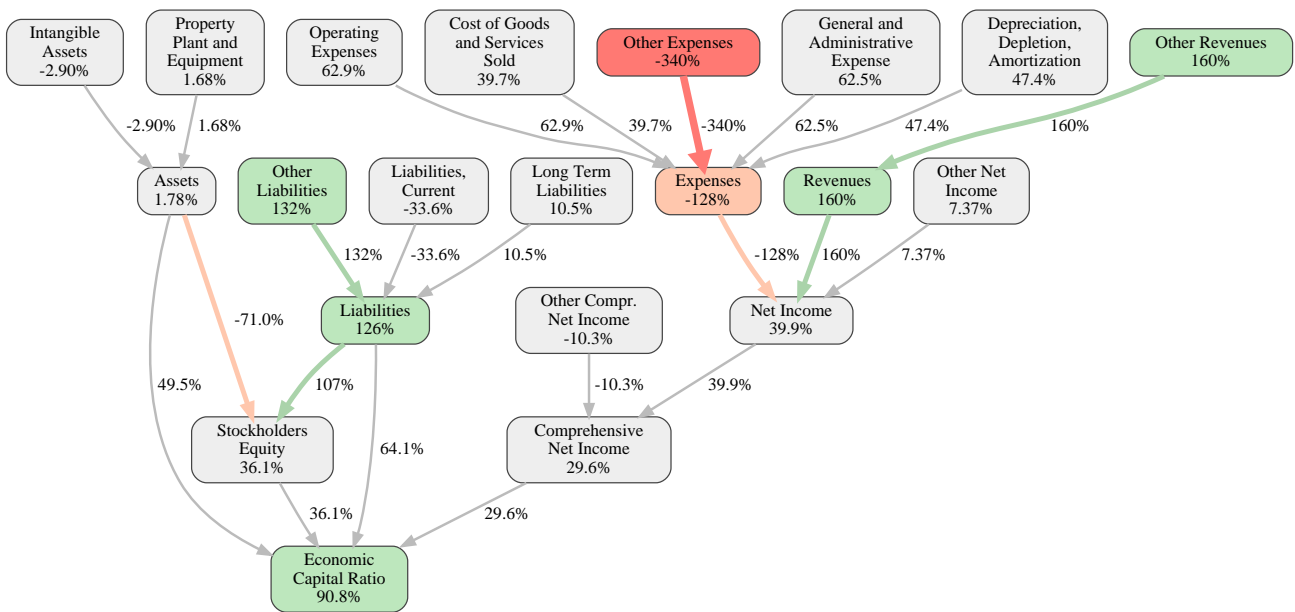 Intangible
Assets
-2.90%
Property
Plant and
Equipment
1.68%
Operating
Expenses
62.9%
Cost of Goods
and Services
Sold
39.7%
Other Expenses
-340%
General and
Administrative
Expense
62.5%
Depreciation,
Depletion,
Amortization
47.4%
Other Revenues
160%
-2.90%
1.68%
62.9%
39.7%
-340%
62.5%
47.4%
160%
Assets
1.78%
Other
Liabilities
132%
Liabilities,
Current
-33.6%
Long Term
Liabilities
10.5%
Expenses
-128%
Revenues
160%
Other Net
Income
7.37%
132%
-33.6%
10.5%
-128%
160%
7.37%
-71.0%
Liabilities
126%
Other Compr.
Net Income
-10.3%
Net Income
39.9%
49.5%
107%
-10.3%
39.9%
Stockholders
Equity
36.1%
64.1%
Comprehensive
Net Income
29.6%
36.1%
29.6%
Economic
Capital Ratio
90.8%